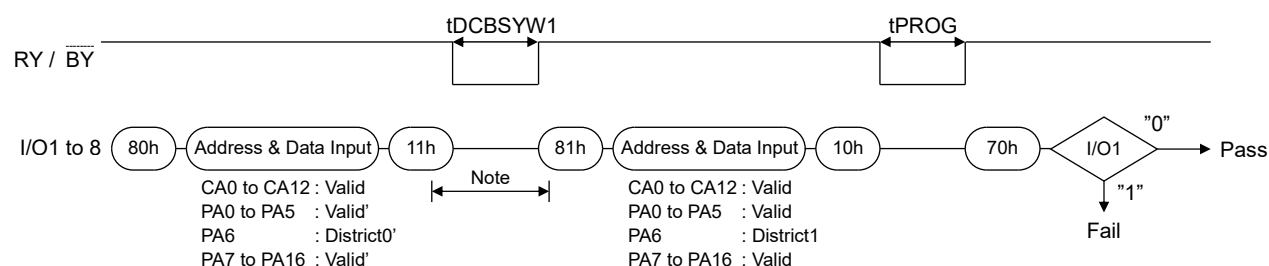 tDCBSYW1 tPROG
RY / BY
I/O1 to 8 80h Address & Data Input 11h 81h Address & Data Input 10h 70h I/O1 ”0” Pass
Note ”1”
CA0 to CA12 : Valid CA0 to CA12 : Valid
PA0 to PA5 : Valid’ PA0 to PA5 : Valid Fail
PA6 : District0’ PA6 : District1
PA7 to PA16 : Valid’ PA7 to PA16 : Valid